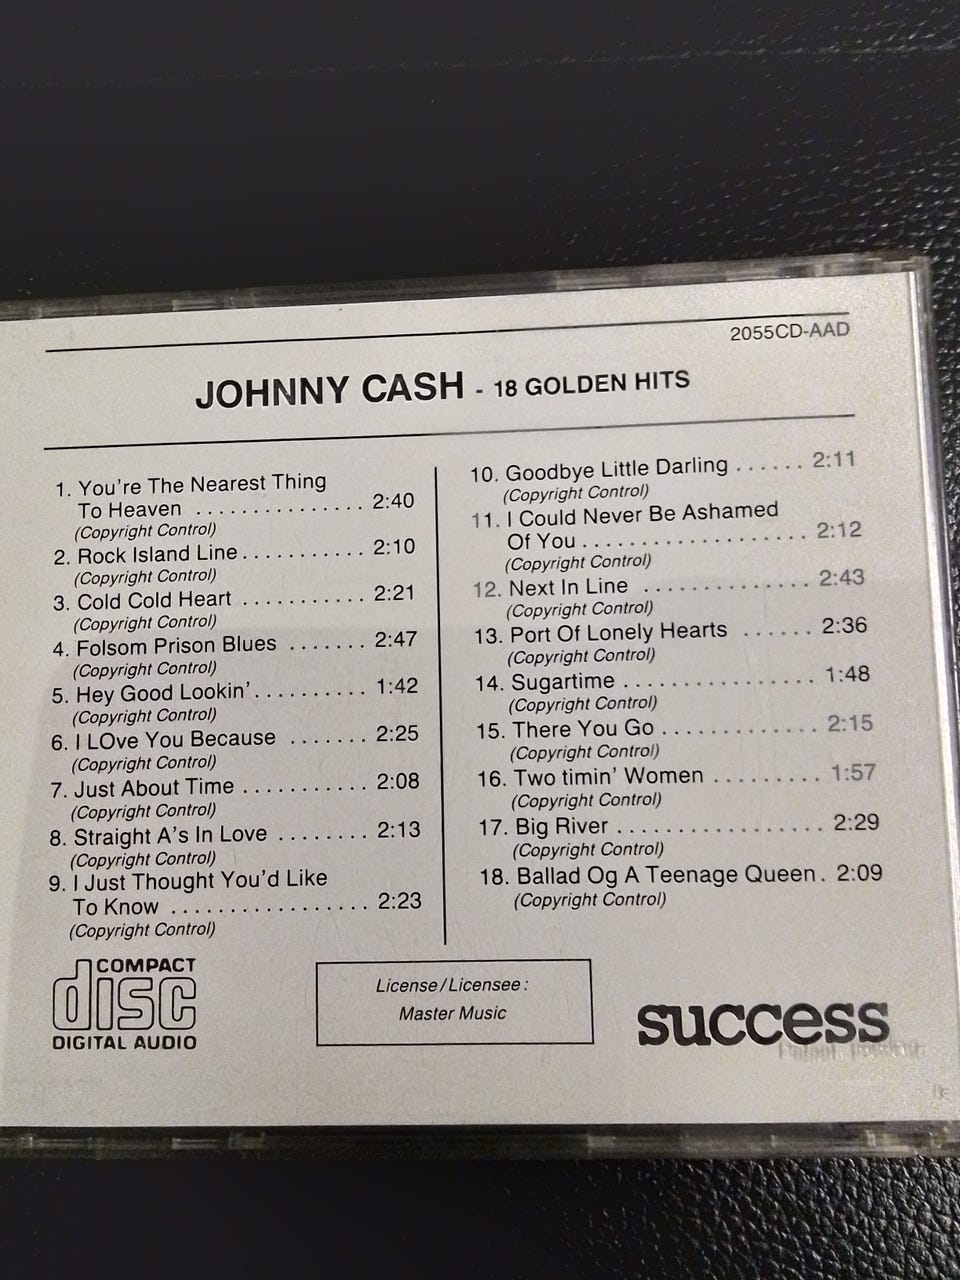 2055CD-AAD
JOHNNY CASH - 18 GOLDEN HITS
1. You're The Nearest Thing
To Heaven ............... 2:40
(Copyright Control)
2. Rock Island Line........... 2:10
(Copyright Control)
3. Cold Cold Heart ........... 2:21
(Copyright Control)
4. Folsom Prison Blues ....... 2:47
(Copyright Control)
5. Hey Good Lookin'.......... 1:42
(Copyright Control)
6. I LOve You Because ....... 2:25
(Copyright Control)
7. Just About Time ........... 2:08
(Copyright Control)
8. Straight A's In Love ........ 2:13
(Copyright Control)
9. I Just Thought You'd Like
To Know ................. 2:23
(Copyright Control)
10. Goodbye Little Darling ...... 2:11
(Copyright Control)
11. I Could Never Be Ashamed
Of You................... 2:12
(Copyright Control)
12. Next In Line .............. 2:43
(Copyright Control)
13. Port Of Lonely Hearts ...... 2:36
(Copyright Control)
14. Sugartime ................ 1:48
(Copyright Control)
15. There You Go ............. 2:15
(Copyright Control)
16. Two timin' Women ......... 1:57
(Copyright Control)
17. Big River ................. 2:29
(Copyright Control)
18. Ballad Og A Teenage Queen. 2:09
(Copyright Control)
COMPACT
disc
DIGITAL AUDIO
License/Licensee:
Master Music
success